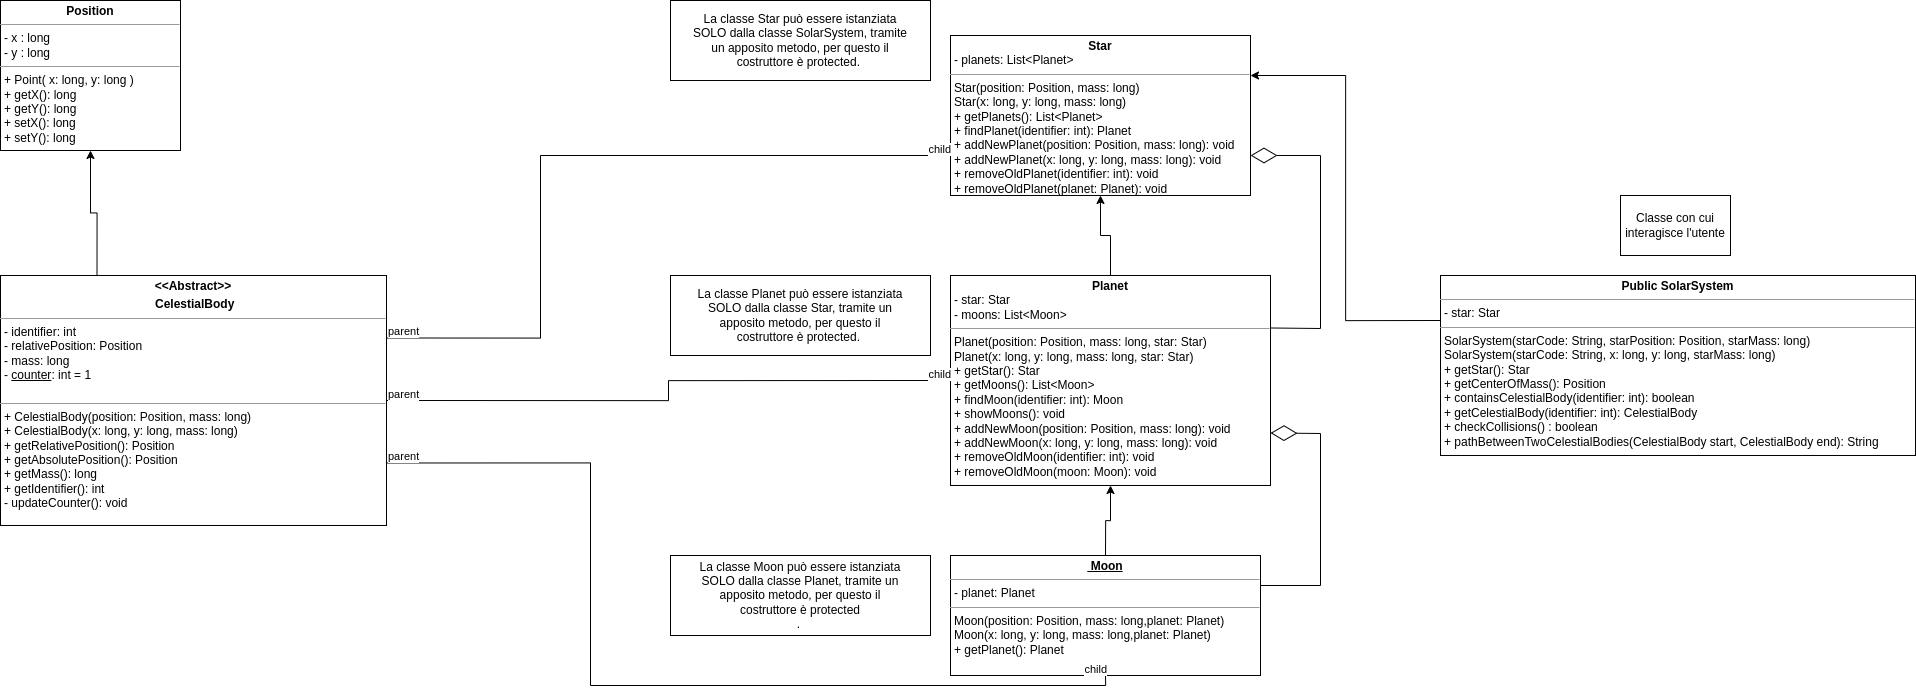 Position
- x : long
- y : long
+ Point( x: long, y: long )
+ getX(): long
+ getY(): long
+ setX(): long
+ setY(): long
La classe Star può essere istanziata
SOLO dalla classe SolarSystem, tramite
un apposito metodo, per questo il
costruttore è protected.
Star
- planets: List<Planet>
Star(position: Position, mass: long)
Star(x: long, y: long, mass: long)
+ getPlanets(): List<Planet>
+ findPlanet(identifier: int): Planet
+ addNewPlanet(position: Position, mass: long): void
+ addNewPlanet(x: long, y: long, mass: long): void
+ removeOldPlanet(identifier: int): void
+ removeOldPlanet(planet: Planet): void
child
Classe con cui
interagisce l'utente
<<Abstract>>
CelestialBody
- identifier: int
- relativePosition: Position
- mass: long
- counter: int = 1
+ CelestialBody(position: Position, mass: long)
+ CelestialBody(x: long, y: long, mass: long)
+ getRelativePosition(): Position
+ getAbsolutePosition(): Position
+ getMass(): long
+ getIdentifier(): int
- updateCounter(): void
parent
parent
parent
La classe Planet può essere istanziata
SOLO dalla classe Star, tramite un
apposito metodo, per questo il
costruttore è protected.
child
Planet
- star: Star
- moons: List<Moon>
Planet(position: Position, mass: long, star: Star)
Planet(x: long, y: long, mass: long, star: Star)
+ getStar(): Star
+ getMoons(): List<Moon>
+ findMoon(identifier: int): Moon
+ showMoons(): void
+ addNewMoon(position: Position, mass: long): void
+ addNewMoon(x: long, y: long, mass: long): void
+ removeOldMoon(identifier: int): void
+ removeOldMoon(moon: Moon): void
Public SolarSystem
- star: Star
SolarSystem(starCode: String, starPosition: Position, starMass: long)
SolarSystem(starCode: String, x: long, y: long, starMass: long)
+ getStar(): Star
+ getCenterOfMass(): Position
+ containsCelestialBody(identifier: int): boolean
+ getCelestialBody(identifier: int): CelestialBody
+ checkCollisions() : boolean
+ pathBetweenTwoCelestialBodies(CelestialBody start, CelestialBody end): String
La classe Moon può essere istanziata
SOLO dalla classe Planet, tramite un
apposito metodo, per questo il
costruttore è protected
.
Moon
- planet: Planet
Moon(position: Position, mass: long,planet: Planet)
Moon(x: long, y: long, mass: long,planet: Planet)
+ getPlanet(): Planet
child